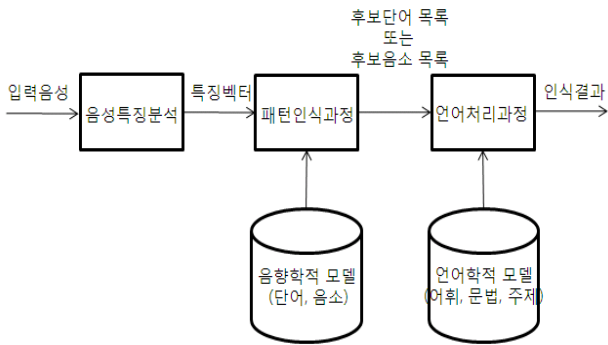 후보단어 목록
또는
후보음소 목록
입력음성
음성특징분석
특징벡터
패턴인식과정
언어처리과정
인식결과
음향학적 모델
(단어, 음소)
언어학적 모델
(어휘, 문법, 주제)